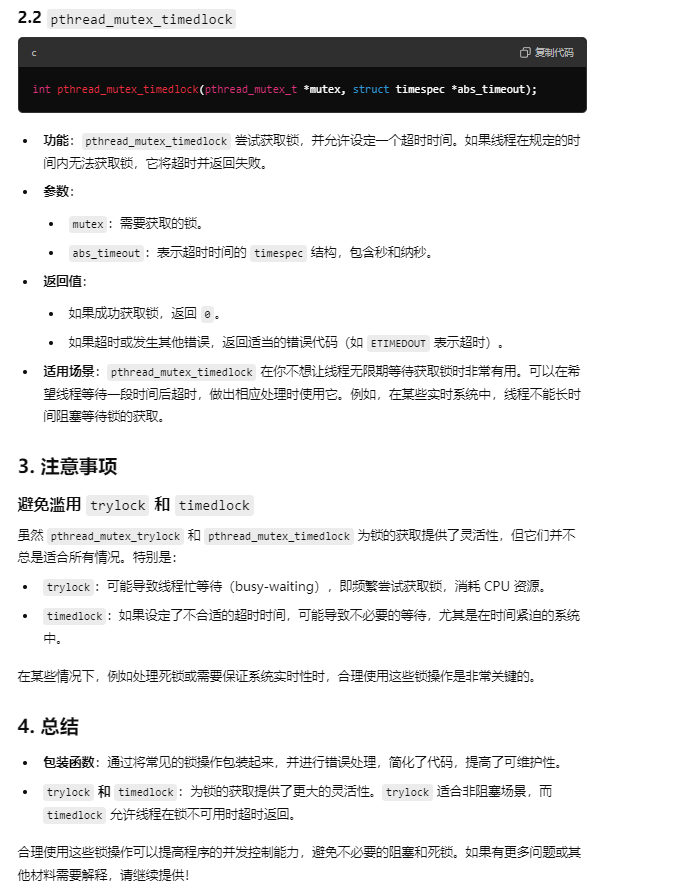 2.2 pthread_mutex_timedlock
c
复制代码
int pthread_mutex_timedlock(pthread_mutex_t *mutex, struct timespec *abs_timeout);
功能：pthread_mutex_timedlock 尝试获取锁，并允许设定一个超时时间。如果线程在规定的时
间内无法获取锁，它将超时并返回失败。
参数：
mutex：需要获取的锁。
abs_timeout：表示超时时间的 timespec 结构，包含秒和纳秒。
返回值：
如果成功获取锁，返回 0。
如果超时或发生其他错误，返回适当的错误代码（如 ETIMEDOUT 表示超时）。
适用场景：pthread_mutex_timedlock 在你不想让线程无限期等待获取锁时非常有用。可以在希
望线程等待一段时间后超时，做出相应处理时使用它。例如，在某些实时系统中，线程不能长时
间阻塞等待锁的获取。
3. 注意事项
避免滥用 trylock 和 timedlock
虽然 pthread_mutex_trylock 和 pthread_mutex_timedlock 为锁的获取提供了灵活性，但它们并不
总是适合所有情况。特别是：
trylock：可能导致线程忙等待（busy-waiting），即频繁尝试获取锁，消耗 CPU 资源。
timedlock：如果设定了不合适的超时时间，可能导致不必要的等待，尤其是在时间紧迫的系统
中。
在某些情况下，例如处理死锁或需要保证系统实时性时，合理使用这些锁操作是非常关键的。
4. 总结
包装函数：通过将常见的锁操作包装起来，并进行错误处理，简化了代码，提高了可维护性。
trylock 和 timedlock：为锁的获取提供了更大的灵活性。trylock 适合非阻塞场景，而
timedlock 允许线程在锁不可用时超时返回。
合理使用这些锁操作可以提高程序的并发控制能力，避免不必要的阻塞和死锁。如果有更多问题或其
他材料需要解释，请继续提供！